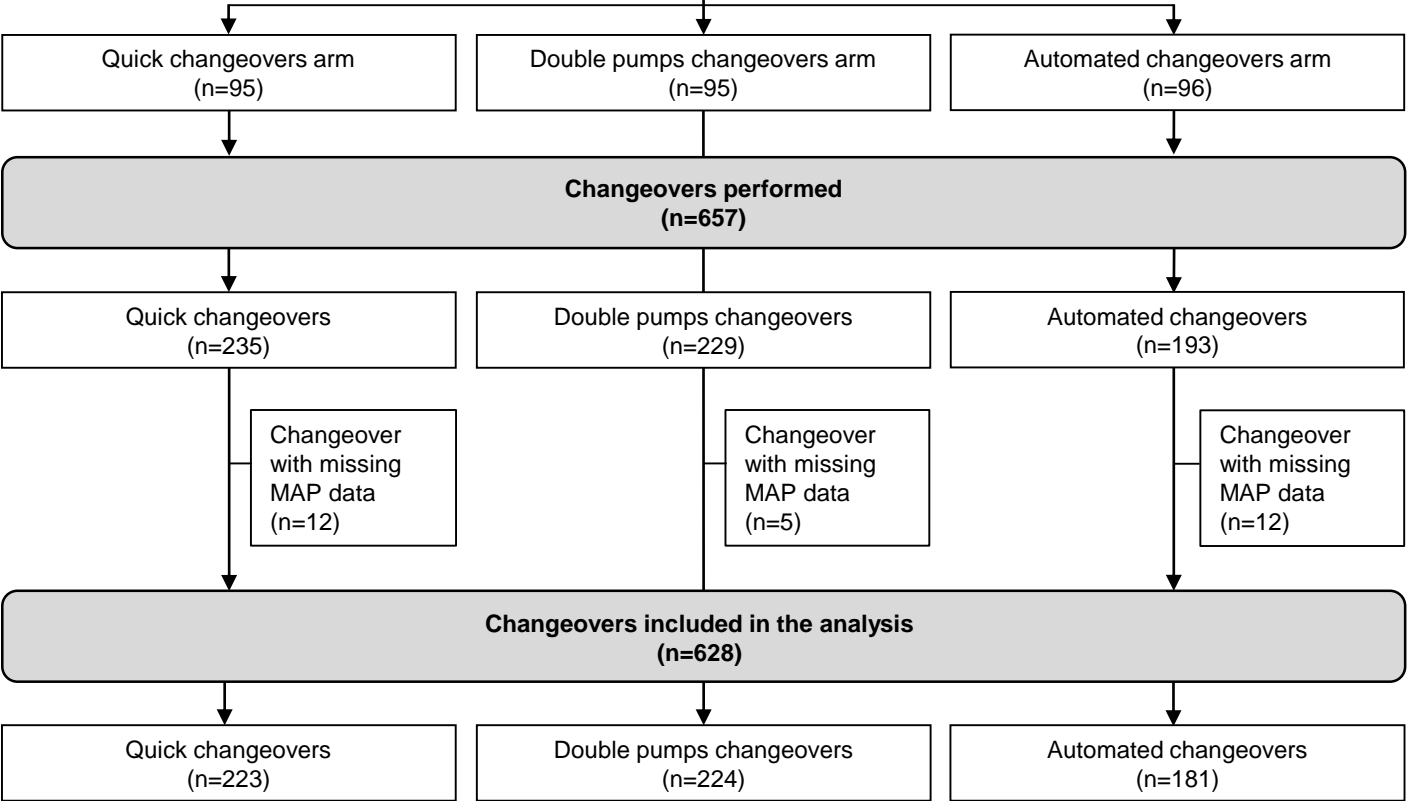 Quick changeovers arm
(n=95)
Double pumps changeovers arm
(n=95)
Automated changeovers arm
(n=96)
Changeovers performed
(n=657)
Quick changeovers
(n=235)
Double pumps changeovers
(n=229)
Automated changeovers
(n=193)
Changeover
with missing
MAP data
(n=12)
Changeover
with missing
MAP data
(n=5)
Changeover
with missing
MAP data
(n=12)
Changeovers included in the analysis
(n=628)
Quick changeovers
(n=223)
Double pumps changeovers
(n=224)
Automated changeovers
(n=181)